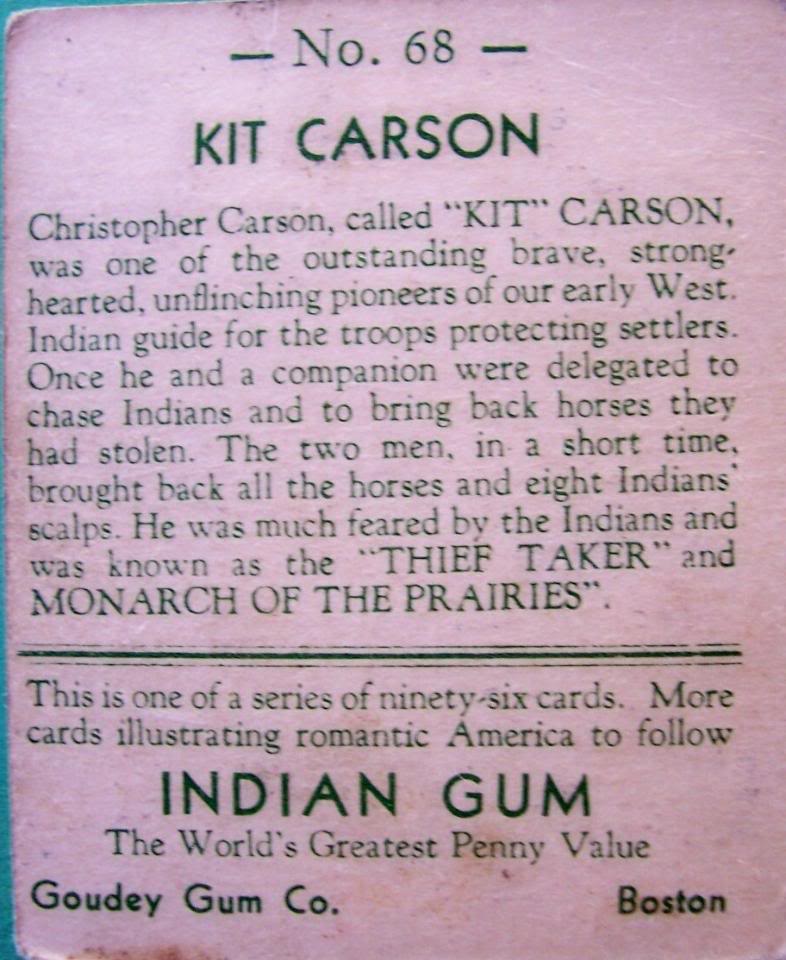 — No. 68 —
KIT CARSON
Christopher Carson, called "KIT" CARSON,
was one of the outstanding brave, strong-
hearted, unflinching pioneers of our early West.
Indian guide for the troops protecting settlers.
Once he and a companion were delegated to
chase Indians and to bring back horses they
had stolen. The two men, in a short time,
brought back all the horses and eight Indians'
scalps. He was much feared by the Indians and
was known as the "THIEF TAKER" and
MONARCH OF THE PRAIRIES".
This is one of a series of ninety-six cards. More
cards illustrating romantic America to follow
INDIAN GUM
The World's Greatest Penny Value
Goudey Gum Co. Boston